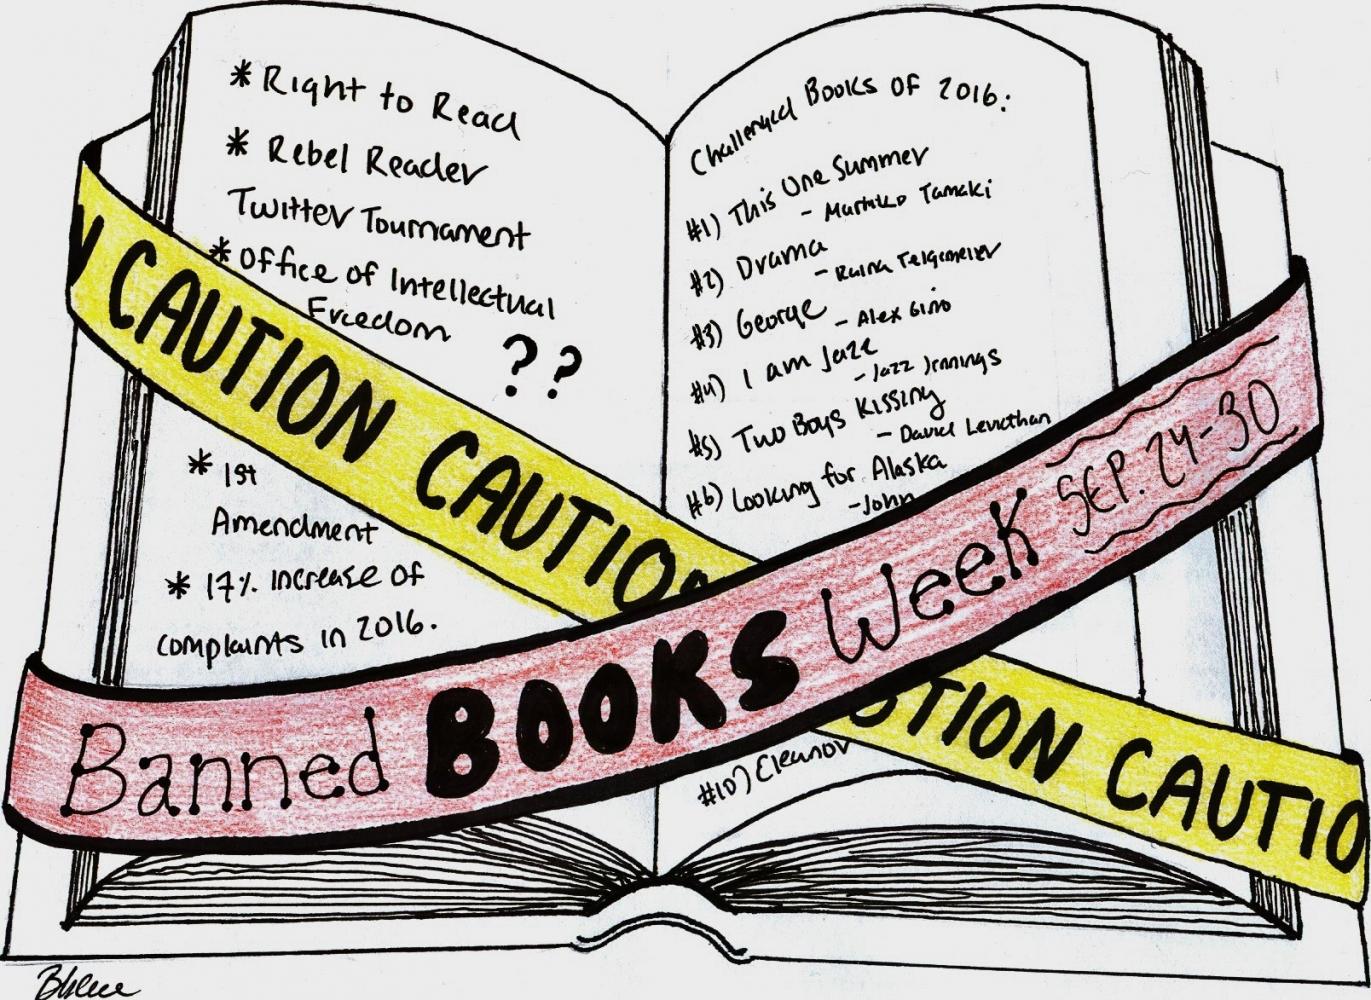 * Right to Read
* Rebel Reader
Twitter Tournament
* Office of Intellectual
Freedom
??
* 1st
Amendment
* 17% increase of
complaints in 2016.
Challenged Books of 2016:
#1) This One Summer
- Mariko Tamaki
#2) Drama
- Raina Telgemeier
#3) George
- Alex Gino
#4) I am Jazz
- Jazz Jennings
#5) Two Boys Kissing
- David Levithan
#6) Looking for Alaska
- John
#10) Eleanor
CAUTION CAUTION
CAUTION CAUTIO
Banned BOOKS Week SEP. 24-30